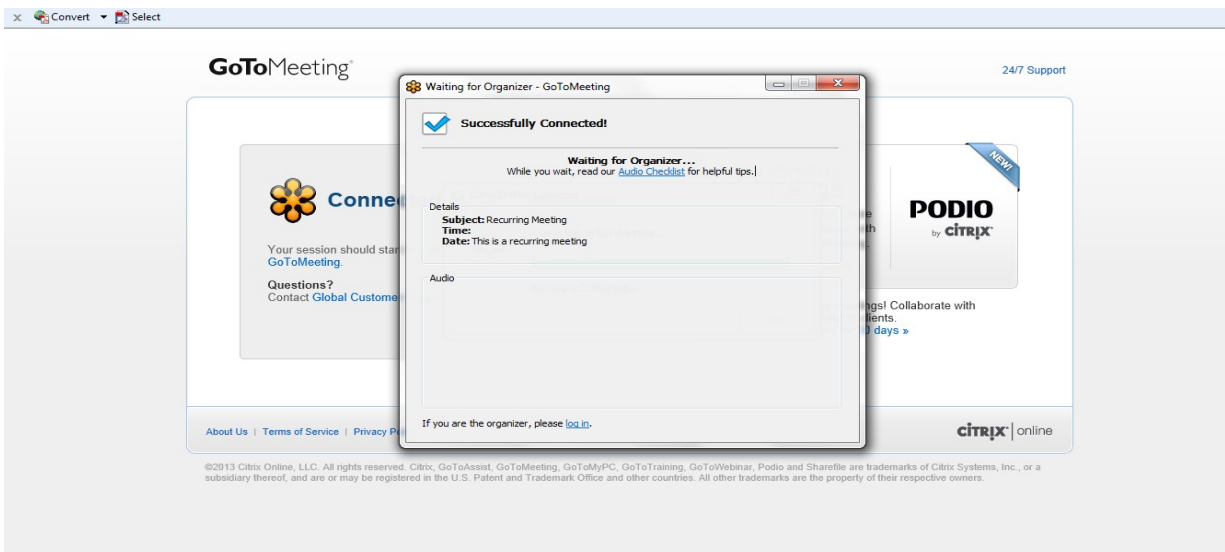 x Convert Select
GoToMeeting
24/7 Support
Waiting for Organizer - GoToMeeting
Successfully Connected!
Waiting for Organizer...
While you wait, read our Audio Checklist for helpful tips.
Details
Subject: Recurring Meeting
Time:
Date: This is a recurring meeting
Audio
If you are the organizer, please log in.
Your session should
GoToMeeting.
Questions?
Contact Global
NEW!
PODIO
by CITRIX
Collaborate with
days »
About Us | Terms of Service | Privacy
CITRIX | online
©2013 Citrix Online, LLC. All rights reserved. Citrix, GoToAssist, GoToMeeting, GoToMyPC, GoToTraining, GoToWebinar, Podio and Sharefile are trademarks of Citrix Systems, Inc., or a
subsidiary thereof, and are or may be registered in the U.S. Patent and Trademark Office and other countries. All other trademarks are the property of their respective owners.